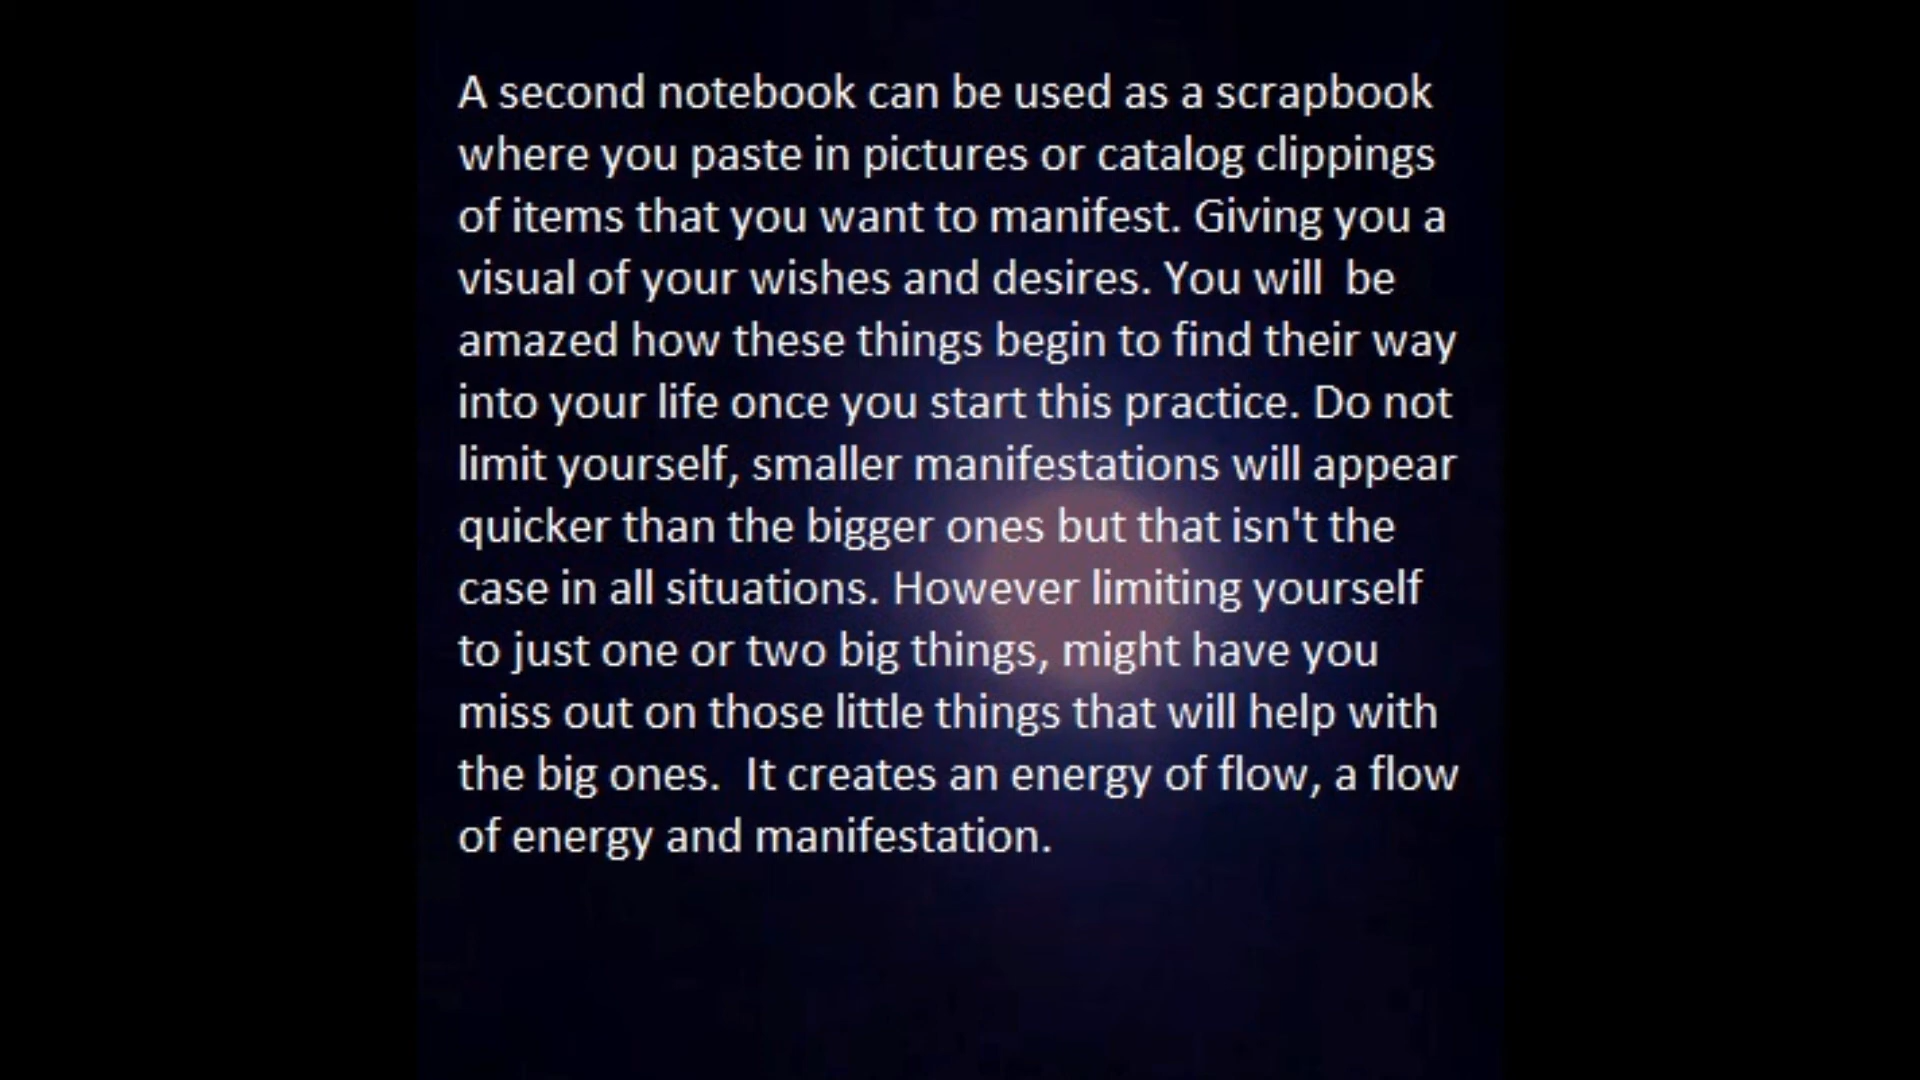 A second notebook can be used as a scrapbook
where you paste in pictures or catalog clippings
of items that you want to manifest. Giving you a
visual of your wishes and desires. You will  be
amazed how these things begin to find their way
into your life once you start this practice. Do not
limit yourself, smaller manifestations will appear
quicker than the bigger ones but that isn't the
case in all situations. However limiting yourself
to just one or two big things, might have you
miss out on those little things that will help with
the big ones.  It creates an energy of flow, a flow
of energy and manifestation.